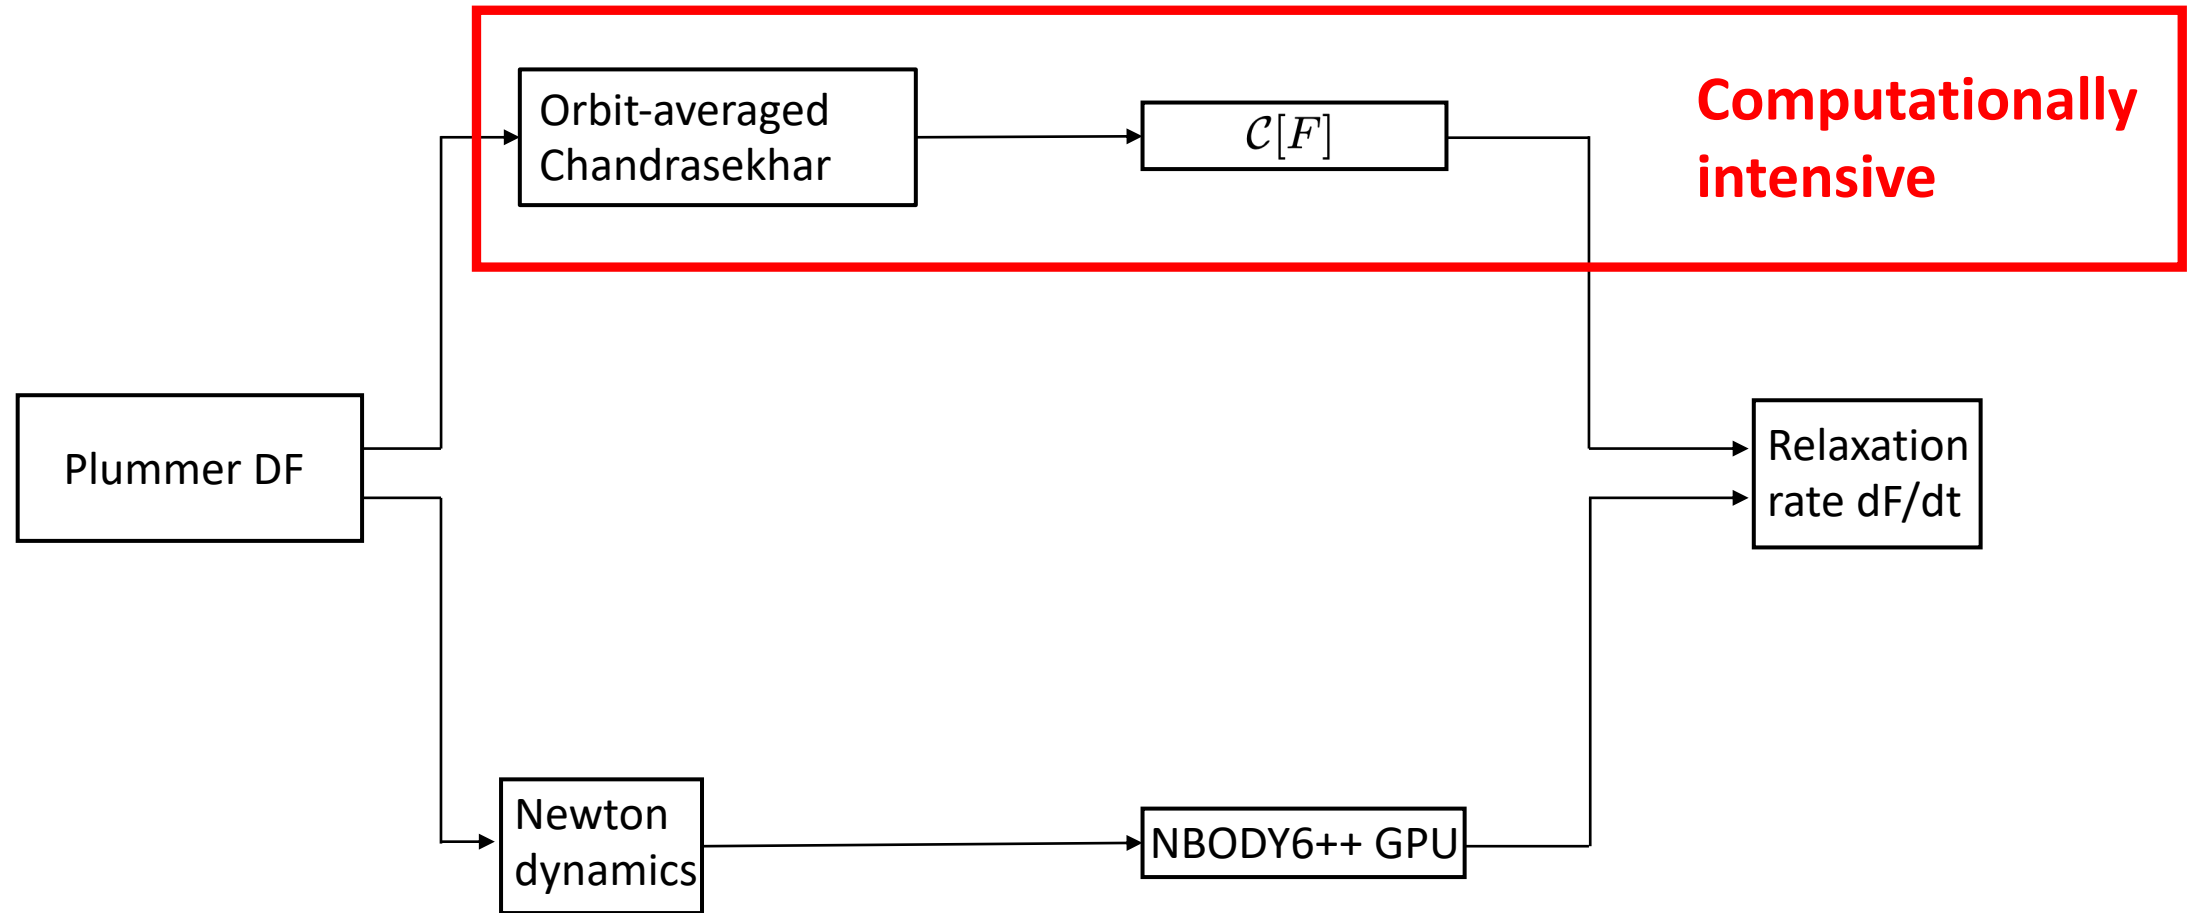 Orbit-averaged
Chandrasekhar
𝒞[F]
Computationally
intensive
Plummer DF
Relaxation
rate dF/dt
Newton
dynamics
NBODY6++ GPU